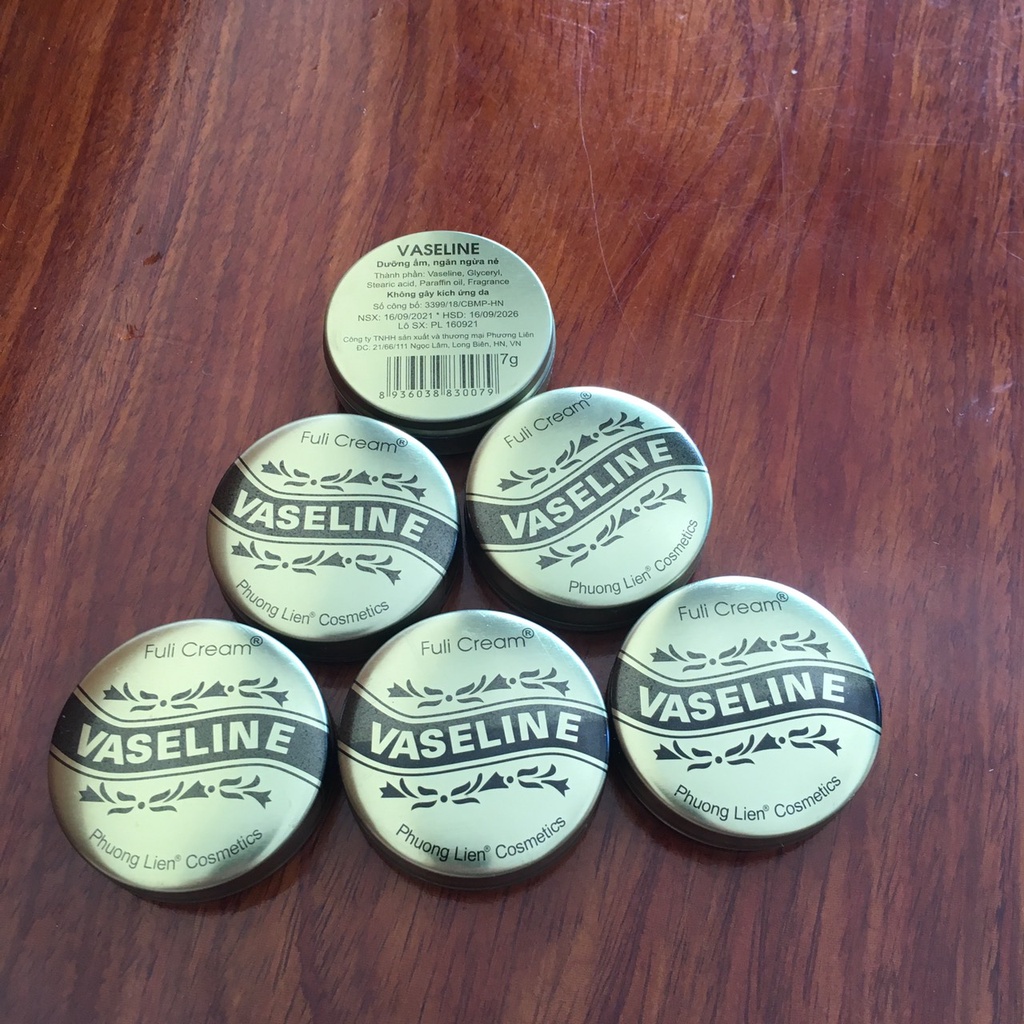 VASELINE
Dưỡng ẩm, ngăn ngừa nẻ
Thành phần: Vaseline, Glyceryl,
Stearic acid, Paraffin oil, Fragrance
Không gây kích ứng da
Số công bố: 3399/18/CBMP-HN
NSX: 16/09/2021 * HSD: 16/09/2026
Lô SX: PL 160921
Công ty TNHH sản xuất và thương mại Phương Liên
ĐC: 21/66/111 Ngọc Lâm, Long Biên, HN, VN
7g
8 936038 830079
Fuli Cream®
VASELINE
Phuong Lien® Cosmetics
Fuli Cream®
VASELINE
Phuong Lien® Cosmetics
Fuli Cream®
VASELINE
Phuong Lien® Cosmetics
Fuli Cream®
VASELINE
Phuong Lien® Cosmetics
Fuli Cream®
VASELINE
Phuong Lien® Cosmetics